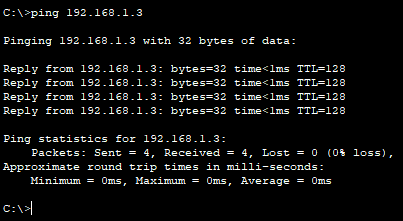 C:\>ping 192.168.1.3
Pinging 192.168.1.3 with 32 bytes of data:
Reply from 192.168.1.3: bytes=32 time<1ms TTL=128
Reply from 192.168.1.3: bytes=32 time<1ms TTL=128
Reply from 192.168.1.3: bytes=32 time<1ms TTL=128
Reply from 192.168.1.3: bytes=32 time<1ms TTL=128
Ping statistics for 192.168.1.3:
    Packets: Sent = 4, Received = 4, Lost = 0 (0% loss),
Approximate round trip times in milli-seconds:
    Minimum = 0ms, Maximum = 0ms, Average = 0ms
C:\>